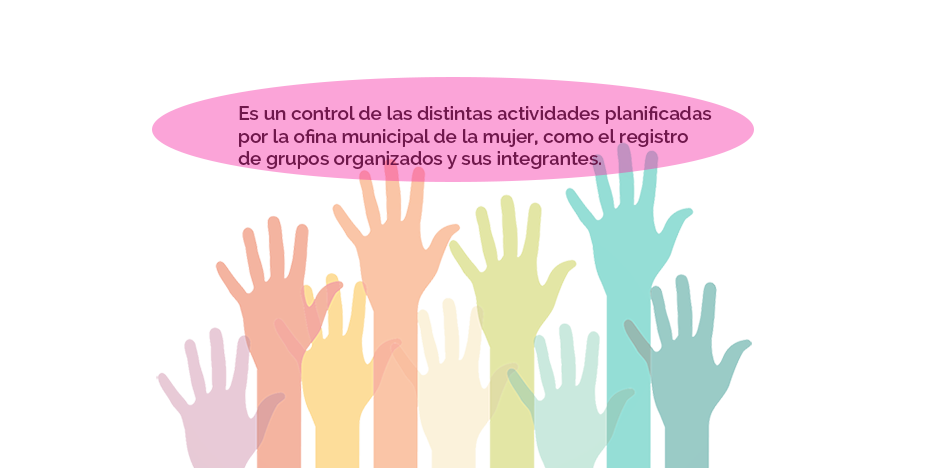 Es un control de las distintas actividades planificadas
por la ofina municipal de la mujer, como el registro
de grupos organizados y sus integrantes.